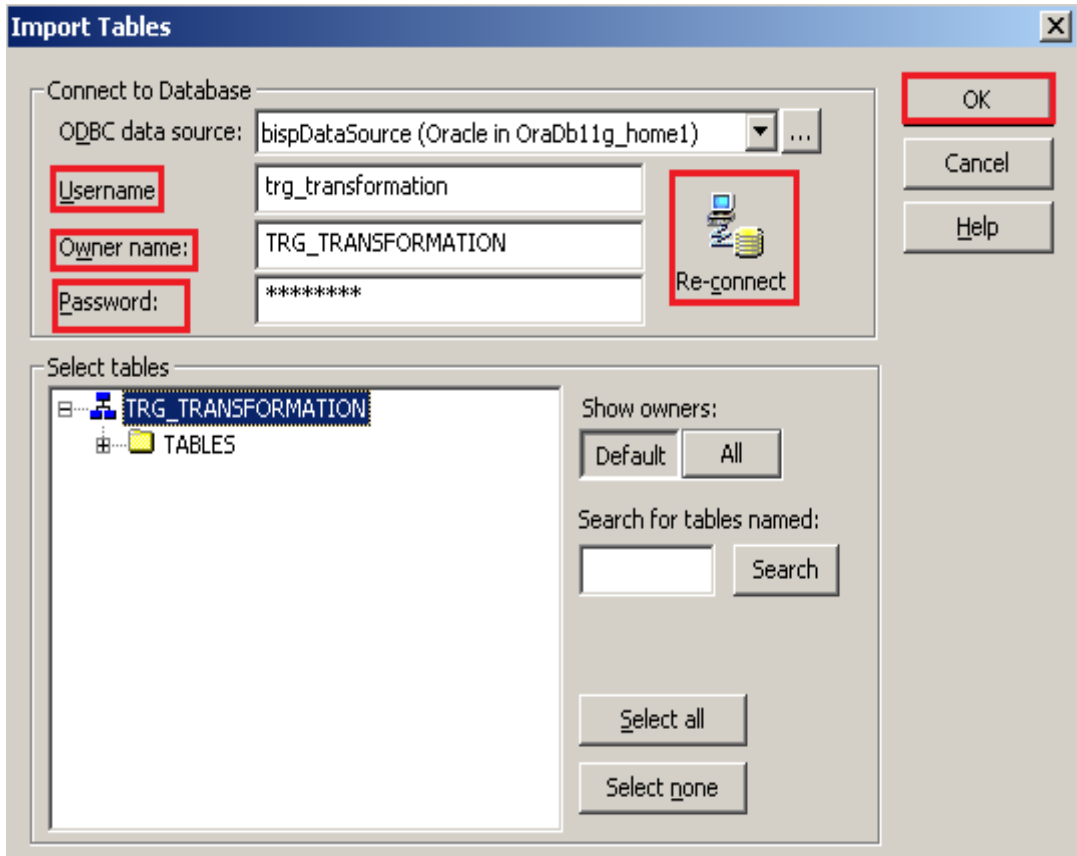 Import Tables
Connect to Database
ODBC data source: bispDataSource (Oracle in OraDb11g_home1) ...
Username trg_transformation
Owner name: TRG_TRANSFORMATION
Password: ********
Re-connect
OK
Cancel
Help
Select tables
TRG_TRANSFORMATION
TABLES
Show owners:
Default All
Search for tables named:
Search
Select all
Select none